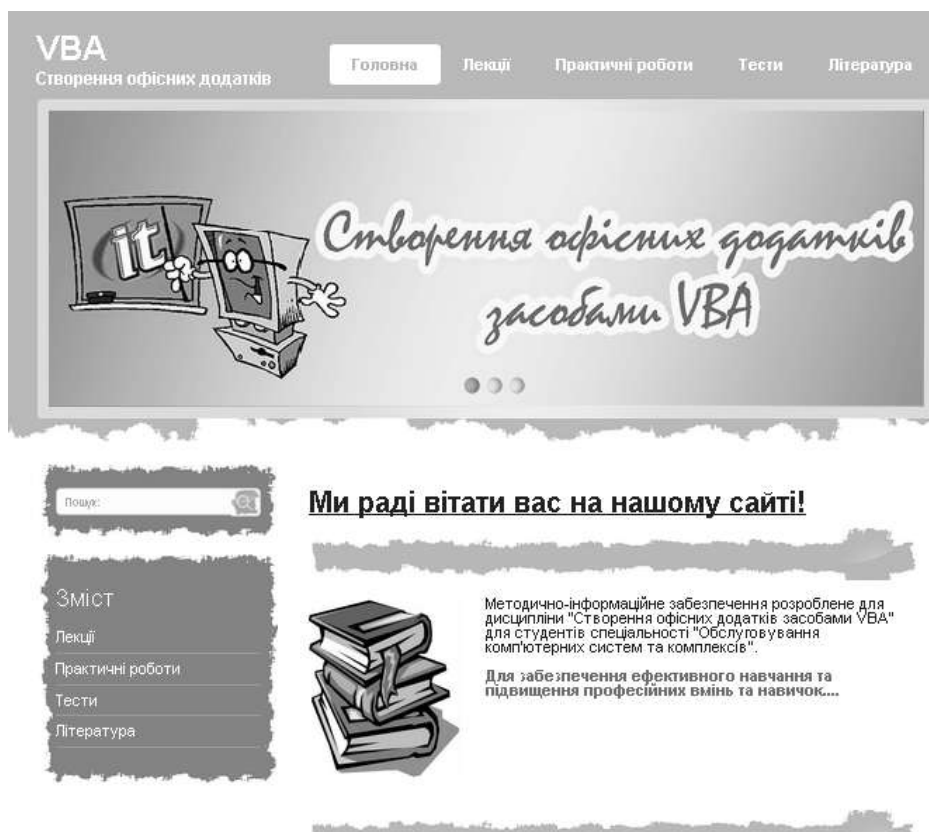 VBA
Створення офісних додатків
Головна Лекції Практичні роботи Тести Література
it
Створення офісних додатків
засобами VBA
Пошук:
Ми раді вітати вас на нашому сайті!
Зміст
Лекції
Практичні роботи
Тести
Література
Методично-інформаційне забезпечення розроблене для
дисципліни "Створення офісних додатків засобами VBA"
для студентів спеціальності "Обслуговування
комп'ютерних систем та комплексів".
Для забезпечення ефективного навчання та
підвищення професійних вмінь та навичок....